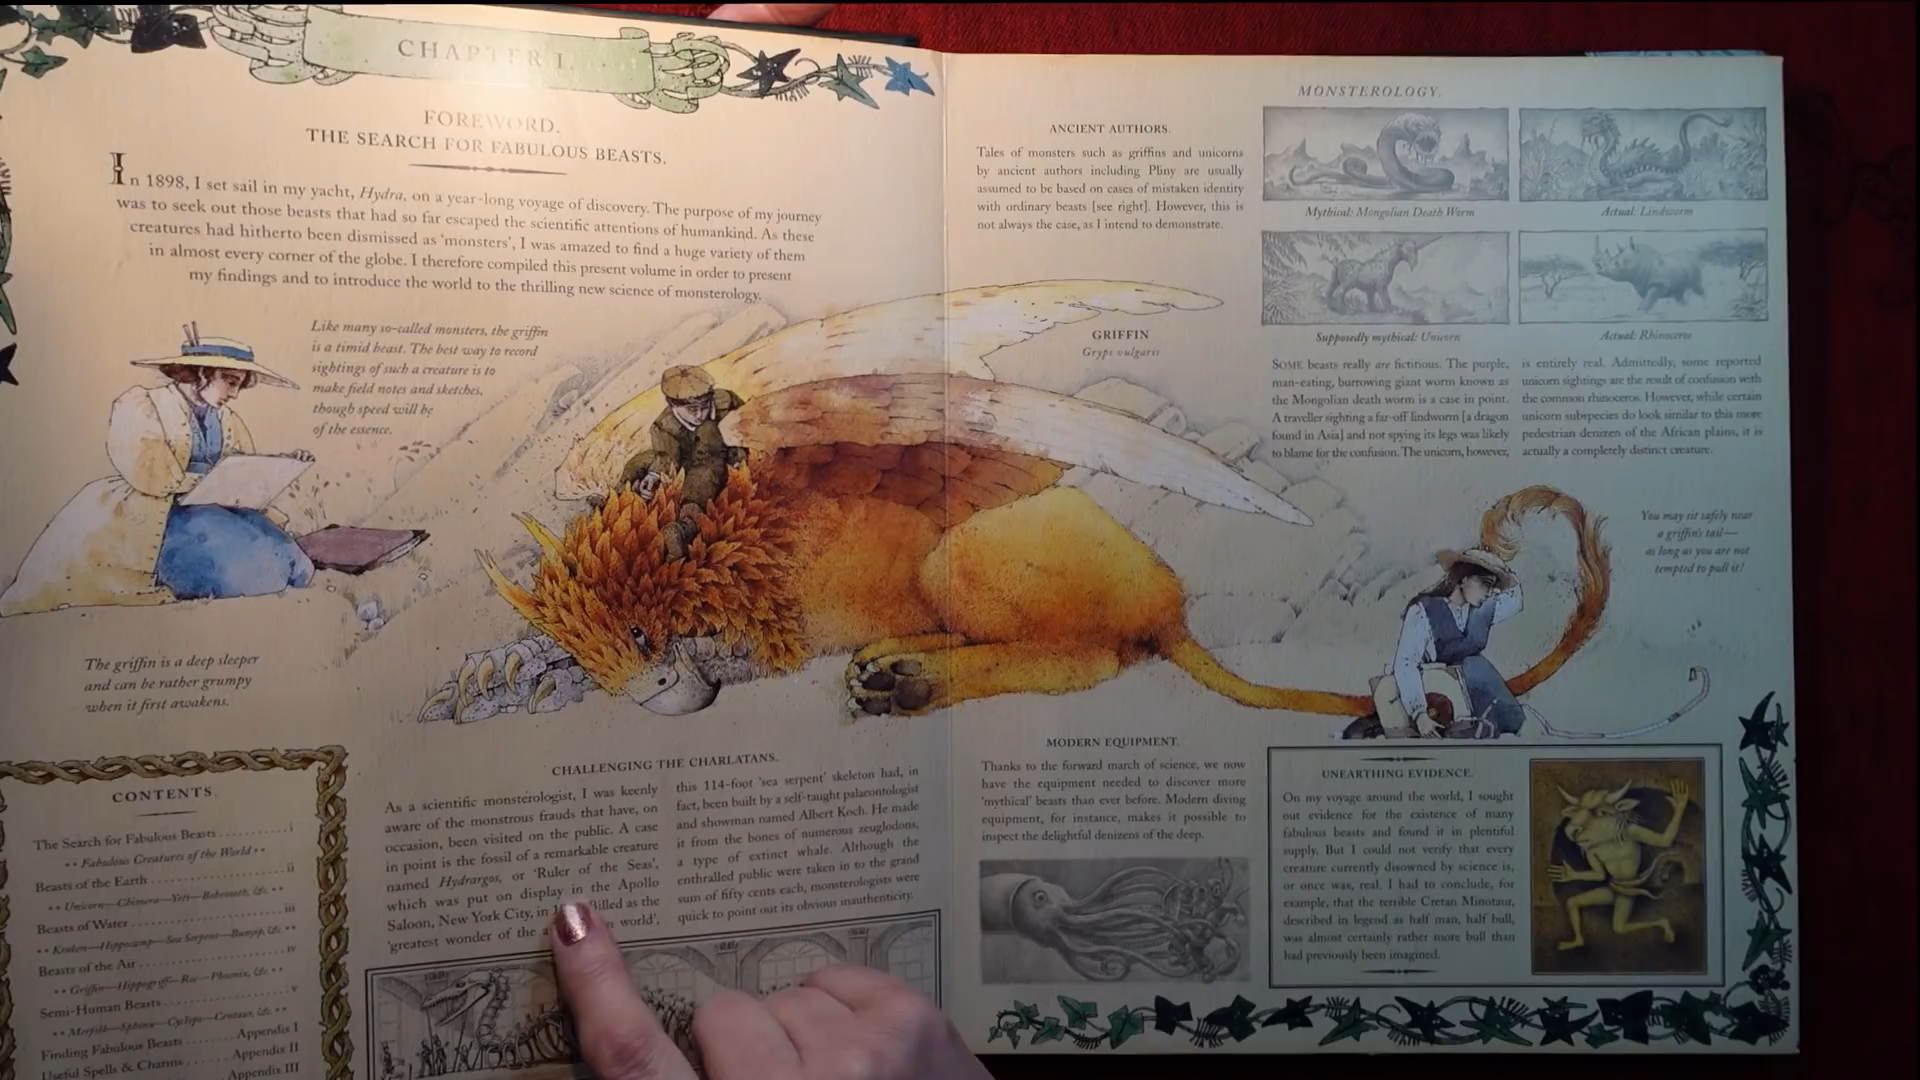 CHAPTER I.
FOREWORD.
THE SEARCH FOR FABULOUS BEASTS.
In 1898, I set sail in my yacht, Hydra, on a year-long voyage of discovery. The purpose of my journey
was to seek out those beasts that had so far escaped the scientific attentions of humankind. As these
creatures had hitherto been dismissed as 'monsters', I was amazed to find a huge variety of them
in almost every corner of the globe. I therefore compiled this present volume in order to present
my findings and to introduce the world to the thrilling new science of monsterology.
Like many so-called monsters, the griffin
is a timid beast. The best way to record
sightings of such a creature is to
make field notes and sketches,
though speed will be
of the essence.
The griffin is a deep sleeper
and can be rather grumpy
when it first awakens.
CONTENTS.
The Search for Fabulous Beasts . . . . . . . . . . i
•• Fabulous Creatures of the World ••
Beasts of the Earth . . . . . . . . . . ii
•• Unicorn—Chimera—Yeti—Behemoth, &c. ••
Beasts of Water . . . . . . . . . . iii
•• Kraken—Hippocamp—Sea Serpent—Bunyip, &c. ••
Beasts of the Air . . . . . . . . . . iv
•• Griffin—Hippogriff—Roc—Phoenix, &c. ••
Semi-Human Beasts . . . . . . . . . . v
•• Merfolk—Sphinx—Cyclops—Centaur, &c. ••
Finding Fabulous Beasts . . . . . . . Appendix I
Useful Spells & Charms . . . . . . Appendix II
Appendix III
CHALLENGING THE CHARLATANS.
As a scientific monsterologist, I was keenly
aware of the monstrous frauds that have, on
occasion, been visited on the public. A case
in point is the fossil of a remarkable creature
named Hydrargos, or 'Ruler of the Seas',
which was put on display in the Apollo
Saloon, New York City, in Billed as the
'greatest wonder of the world',
this 114-foot 'sea serpent' skeleton had, in
fact, been built by a self-taught palaeontologist
and showman named Albert Koch. He made
it from the bones of numerous zeuglodons,
a type of extinct whale. Although the
enthralled public were taken in to the grand
sum of fifty cents each, monsterologists were
quick to point out its obvious inauthenticity.
MONSTEROLOGY.
ANCIENT AUTHORS.
Tales of monsters such as griffins and unicorns
by ancient authors including Pliny are usually
assumed to be based on cases of mistaken identity
with ordinary beasts [see right]. However, this is
not always the case, as I intend to demonstrate.
Mythical: Mongolian Death Worm
Actual: Lindworm
Supposedly mythical: Unicorn
Actual: Rhinoceros
GRIFFIN
Gryps vulgaris
SOME beasts really are fictitious. The purple,
man-eating, burrowing giant worm known as
the Mongolian death worm is a case in point.
A traveller sighting a far-off lindworm [a dragon
found in Asia] and not spying its legs was likely
to blame for the confusion. The unicorn, however,
is entirely real. Admittedly, some reported
unicorn sightings are the result of confusion with
the common rhinoceros. However, while certain
unicorn subspecies do look similar to this more
pedestrian denizen of the African plains, it is
actually a completely distinct creature.
You may sit safely near
a griffin's tail—
as long as you are not
tempted to pull it!
MODERN EQUIPMENT.
Thanks to the forward march of science, we now
have the equipment needed to discover more
'mythical' beasts than ever before. Modern diving
equipment, for instance, makes it possible to
inspect the delightful denizens of the deep.
UNEARTHING EVIDENCE.
On my voyage around the world, I sought
out evidence for the existence of many
fabulous beasts and found it in plentiful
supply. But I could not verify that every
creature currently disowned by science is,
or once was, real. I had to conclude, for
example, that the terrible Cretan Minotaur,
described in legend as half man, half bull,
was almost certainly rather more bull than
had previously been imagined.